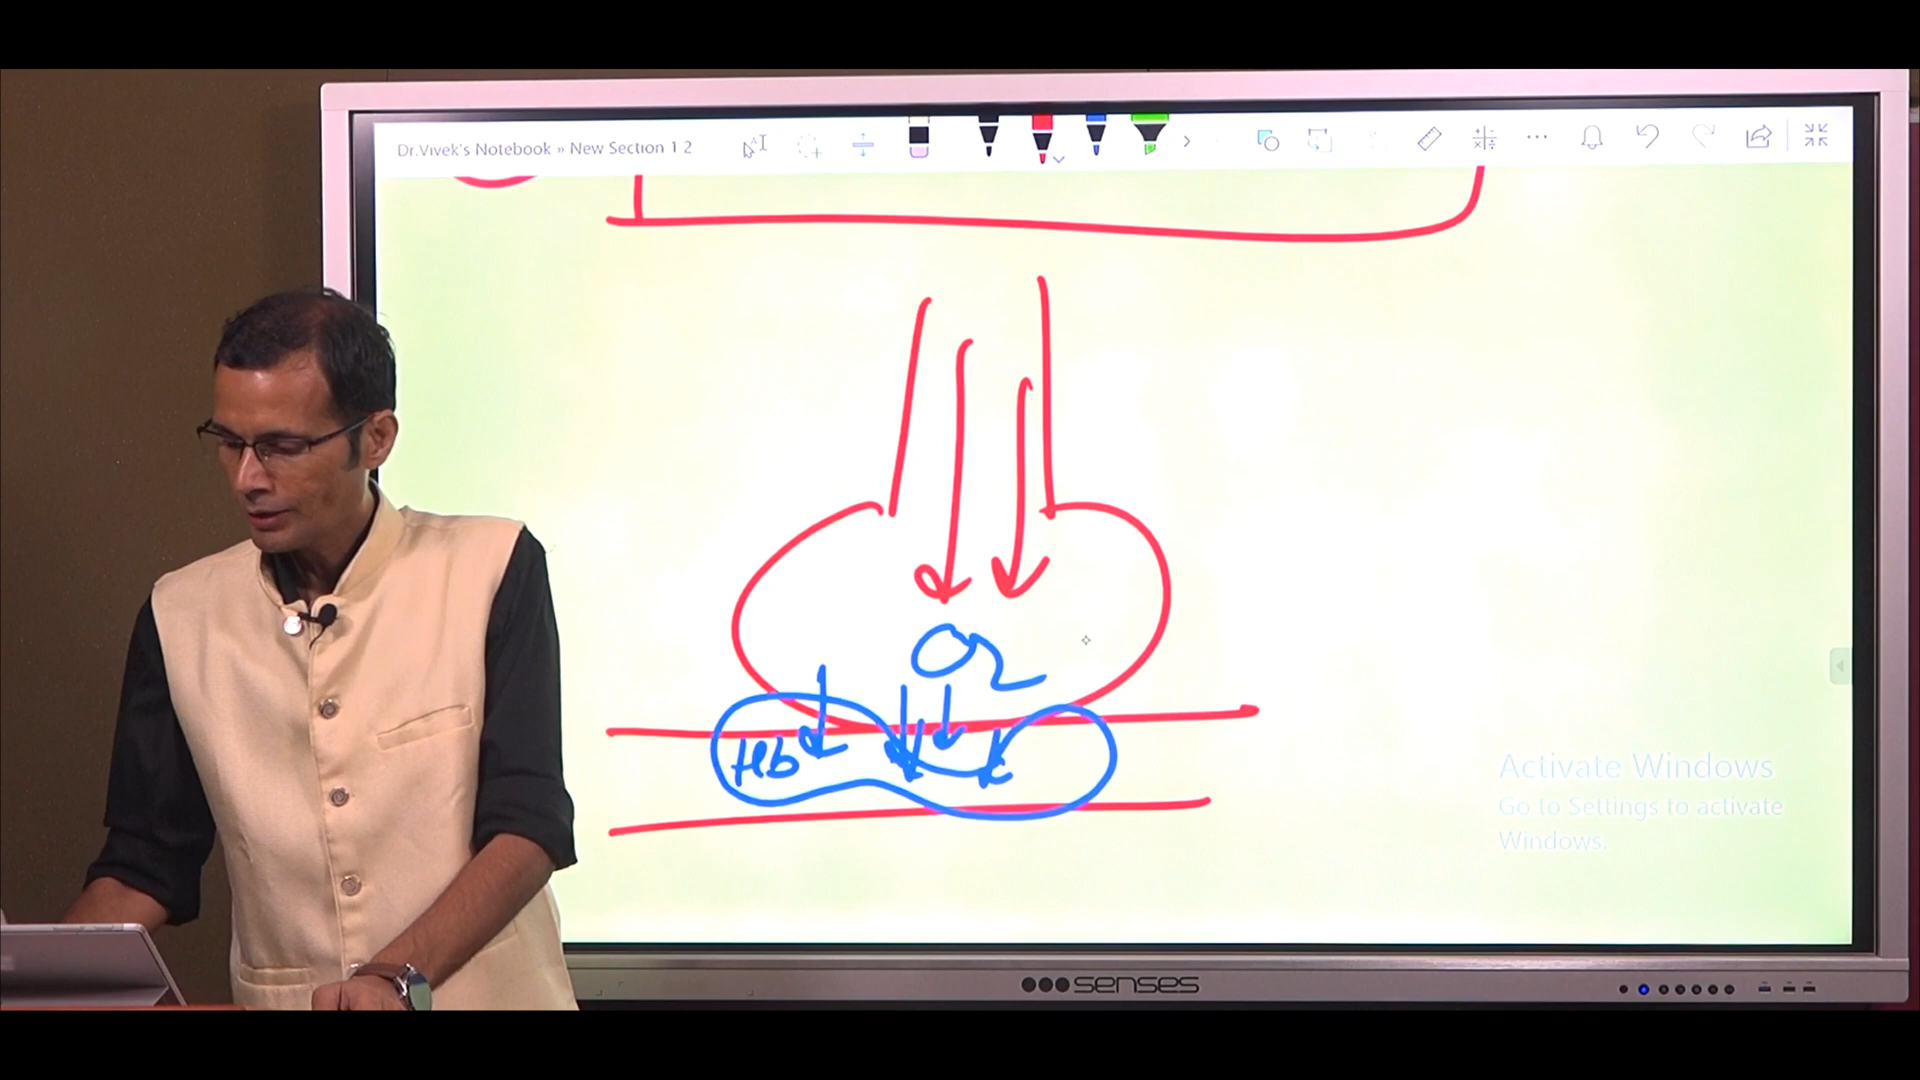 Dr.Vivek's Notebook » New Section 1 2
O2
Hb
Activate Windows
Go to Settings to activate
Windows.
senses